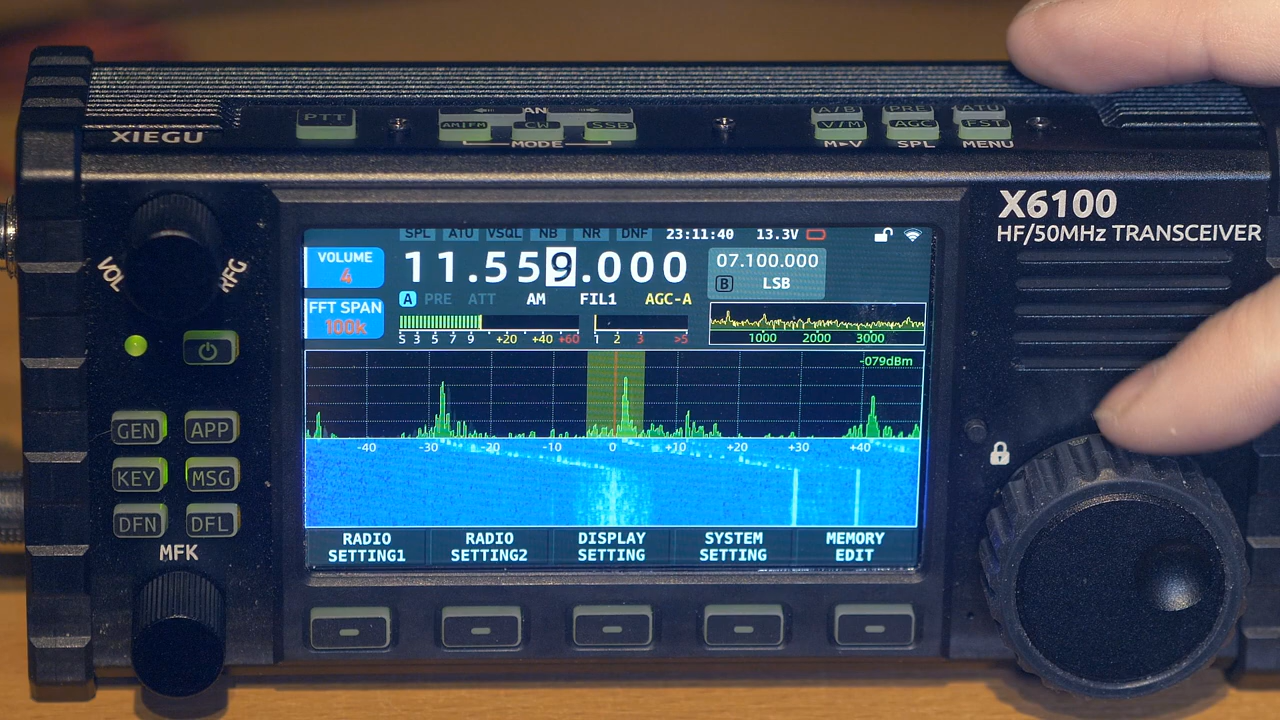 AN
PTT
A/B PRE ATU
AM|FM CW SSB
V/M AGC FST
XIEGU
MODE
M▸V SPL MENU
X6100
HF/50MHz TRANSCEIVER
VOL
RFG
SPL ATU VSQL NB NR DNF 23:11:40 13.3V
VOLUME
4
11.559.000
07.100.000
B LSB
A PRE ATT AM FIL1 AGC-A
FFT SPAN
100k
S 3 5 7 9 +20 +40 +60 1 2 3 >5
1000 2000 3000
-079dBm
-40 -30 -20 -10 0 +10 +20 +30 +40
GEN APP
KEY MSG
DFN DFL
MFK
RADIO SETTING1
RADIO SETTING2
DISPLAY SETTING
SYSTEM SETTING
MEMORY EDIT